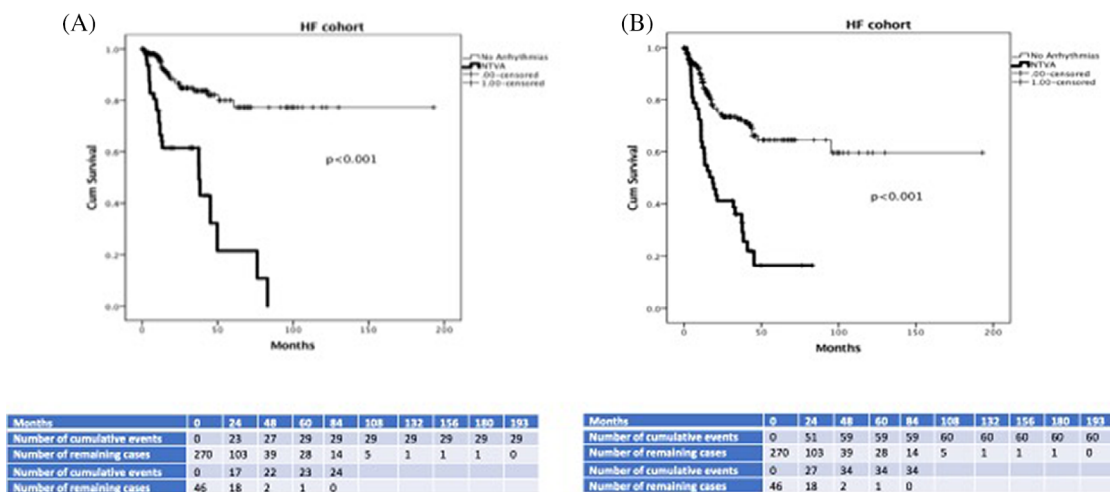 (A)
HF cohort
No Arrhythmias
NTVA
.00-censored
1.00-censored
1.0
0.8
0.6
0.4
0.2
0.0
Cum Survival
p<0.001
0 50 100 150 200
Months
Months 0 24 48 60 84 108 132 156 180 193
Number of cumulative events 0 23 27 29 29 29 29 29 29 29
Number of remaining cases 270 103 39 28 14 5 1 1 1 0
Number of cumulative events 0 17 22 23 24
Number of remaining cases 46 18 2 1 0
(B)
HF cohort
No Arrhythmias
NTVA
.00-censored
1.00-censored
1.0
0.8
0.6
0.4
0.2
0.0
Cum Survival
p<0.001
0 50 100 150 200
Months
Months 0 24 48 60 84 108 132 156 180 193
Number of cumulative events 0 51 59 59 59 60 60 60 60 60
Number of remaining cases 270 103 39 28 14 5 1 1 1 0
Number of cumulative events 0 27 34 34 34
Number of remaining cases 46 18 2 1 0